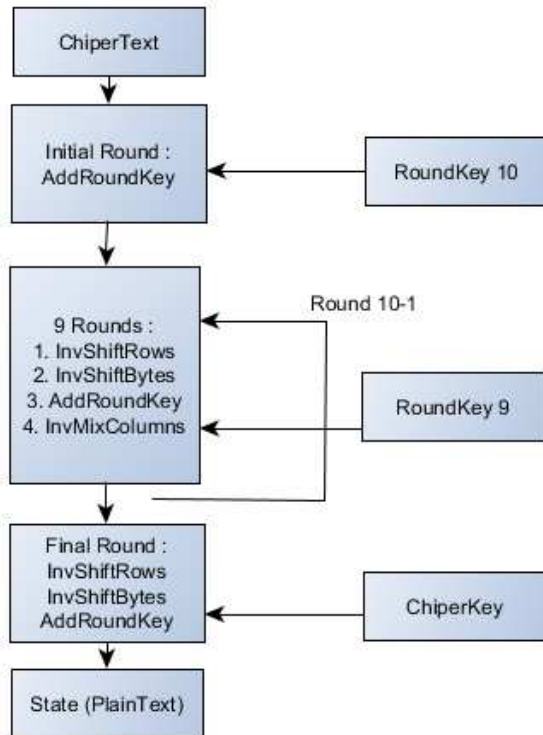 ChiperText
Initial Round :
AddRoundKey
RoundKey 10
Round 10-1
9 Rounds :
1. InvShiftRows
2. InvShiftBytes
3. AddRoundKey
4. InvMixColumns
RoundKey 9
Final Round :
InvShiftRows
InvShiftBytes
AddRoundKey
ChiperKey
State (PlainText)